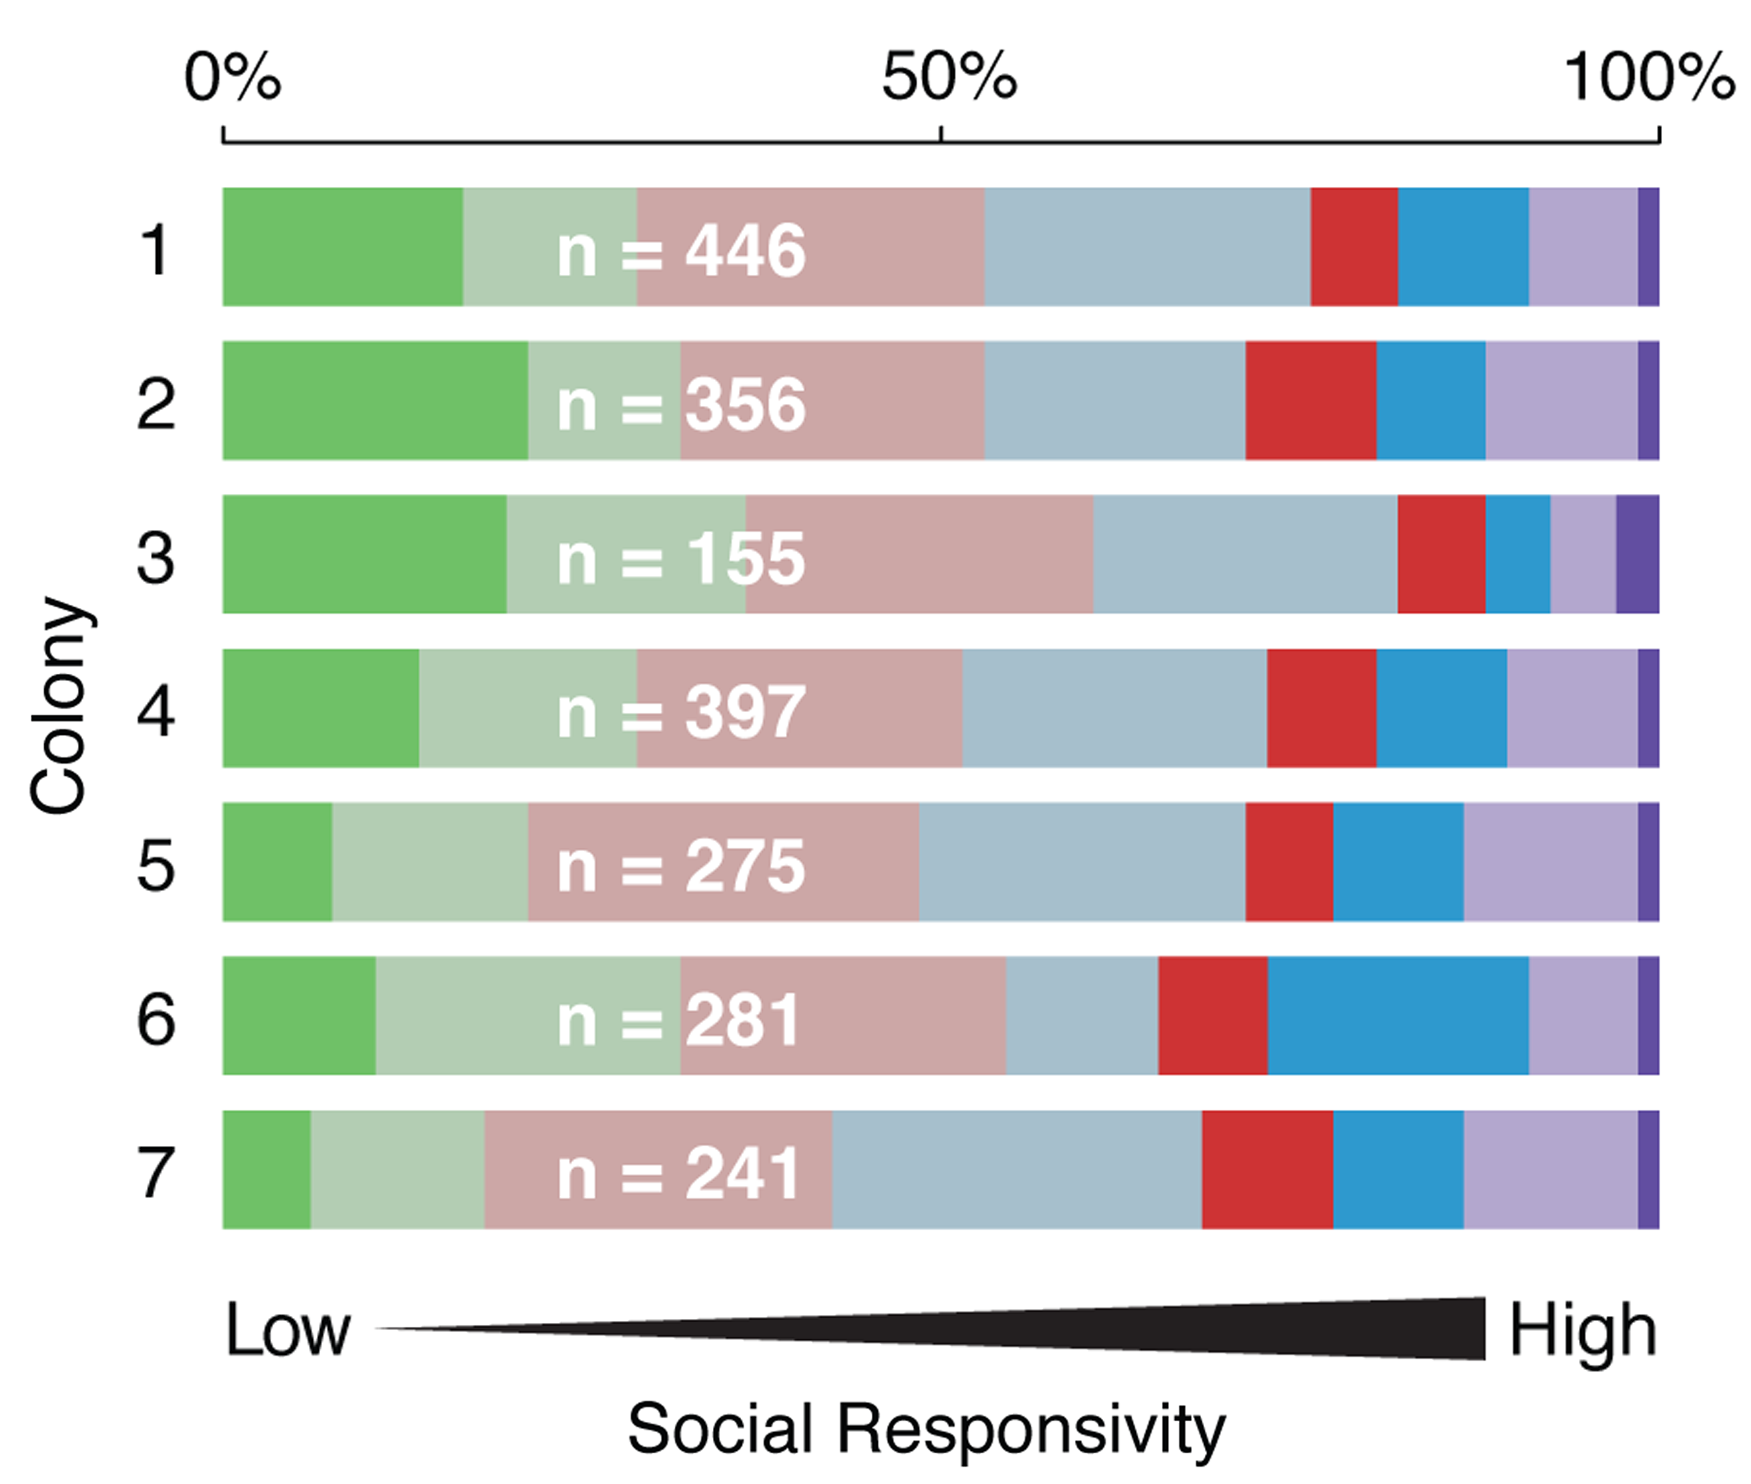 0% 50% 100%
1 n = 446
2 n = 356
3 n = 155
4 n = 397
5 n = 275
6 n = 281
7 n = 241
Colony
Low High
Social Responsivity